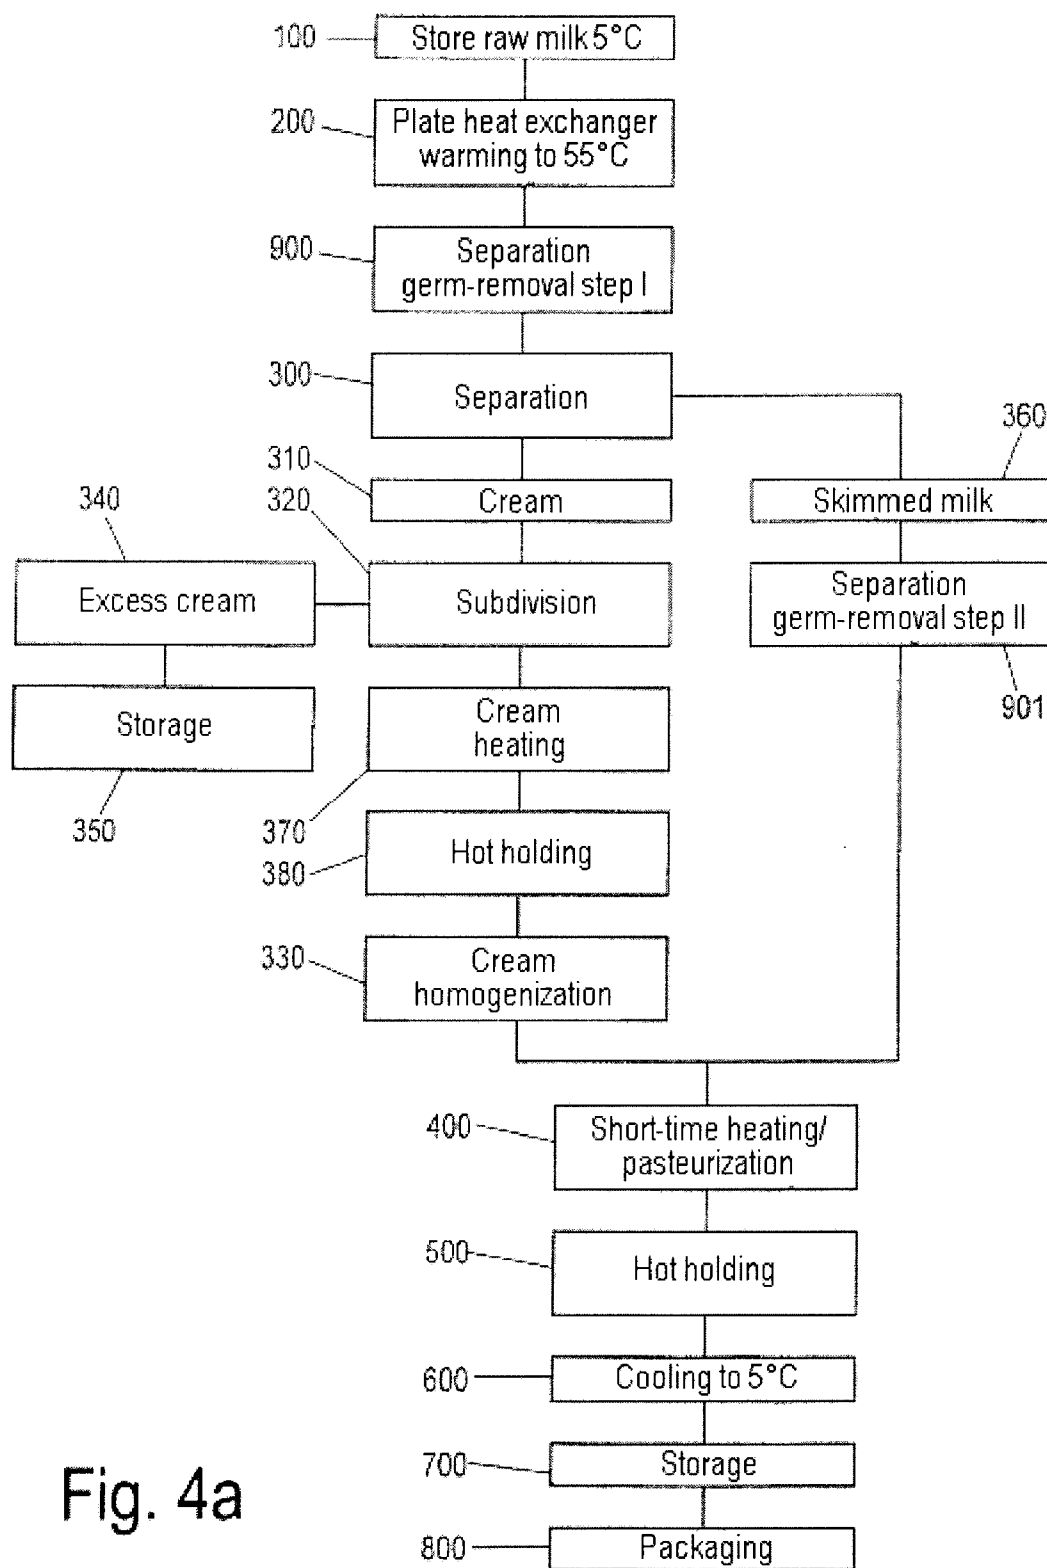 100
Store raw milk 5°C
200
Plate heat exchanger
warming to 55°C
900
Separation
germ-removal step I
300
Separation
360
310
Cream
Skimmed milk
340
320
Excess cream
Subdivision
Separation
germ-removal step II
901
Storage
350
Cream
heating
370
380
Hot holding
330
Cream
homogenization
400
Short-time heating/
pasteurization
500
Hot holding
600
Cooling to 5°C
700
Storage
800
Packaging
Fig. 4a